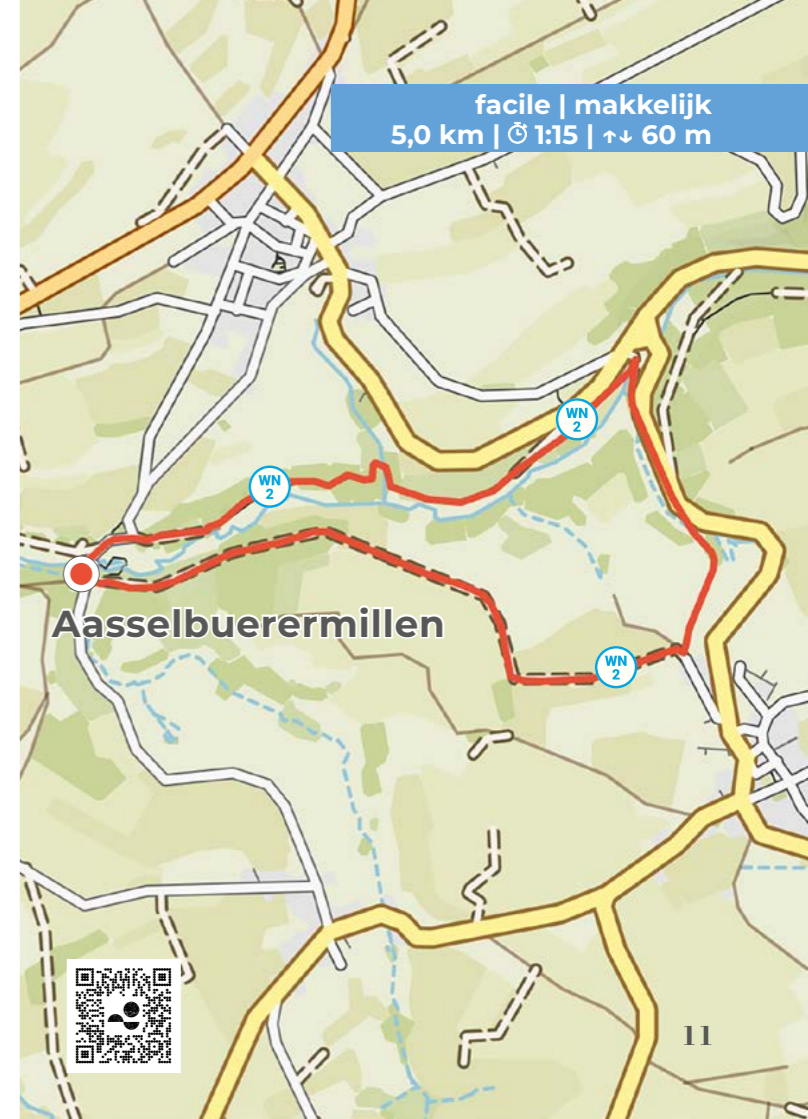 facile | makkelijk
5,0 km | ⏱ 1:15 | ↑↓ 60 m
WN
2
WN
2
Aasselbuerermillen
WN
2
11